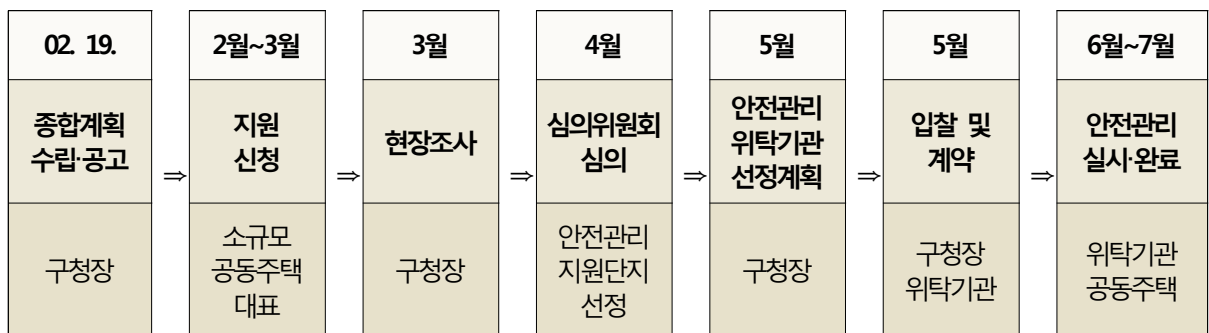 02. 19.
종합계획
수립·공고
구청장
⇒
2월~3월
지원
신청
소규모
공동주택
대표
⇒
3월
현장조사
구청장
⇒
4월
심의위원회
심의
안전관리
지원단지
선정
⇒
5월
안전관리
위탁기관
선정계획
구청장
⇒
5월
입찰 및
계약
구청장
위탁기관
⇒
6월~7월
안전관리
실시·완료
위탁기관
공동주택